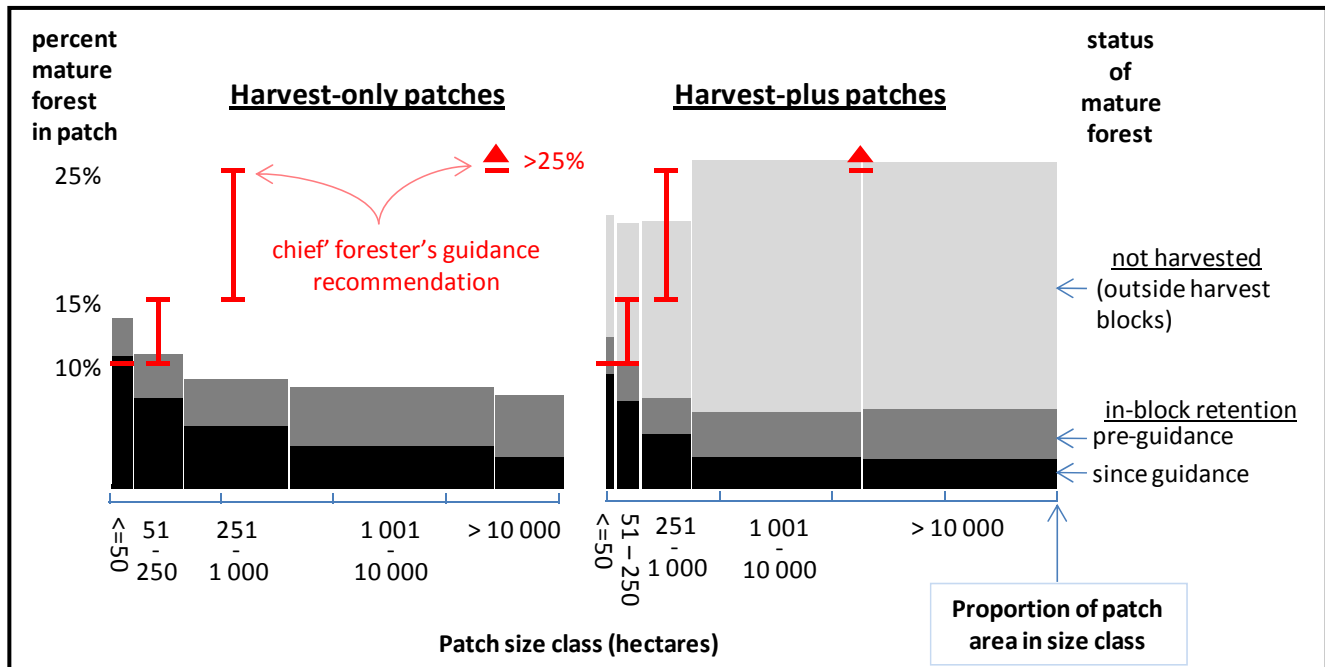 percent
mature
forest
in patch
Harvest-only patches
Harvest-plus patches
status
of
mature
forest
25%
15%
10%
>25%
chief’ forester’s guidance
recommendation
not harvested
(outside harvest
blocks)
in-block retention
pre-guidance
since guidance
<=50
51
-
250
251
-
1 000
1 001
-
10 000
> 10 000
<=50
51 – 250
251
-
1 000
1 001
-
10 000
> 10 000
Proportion of patch
area in size class
Patch size class (hectares)